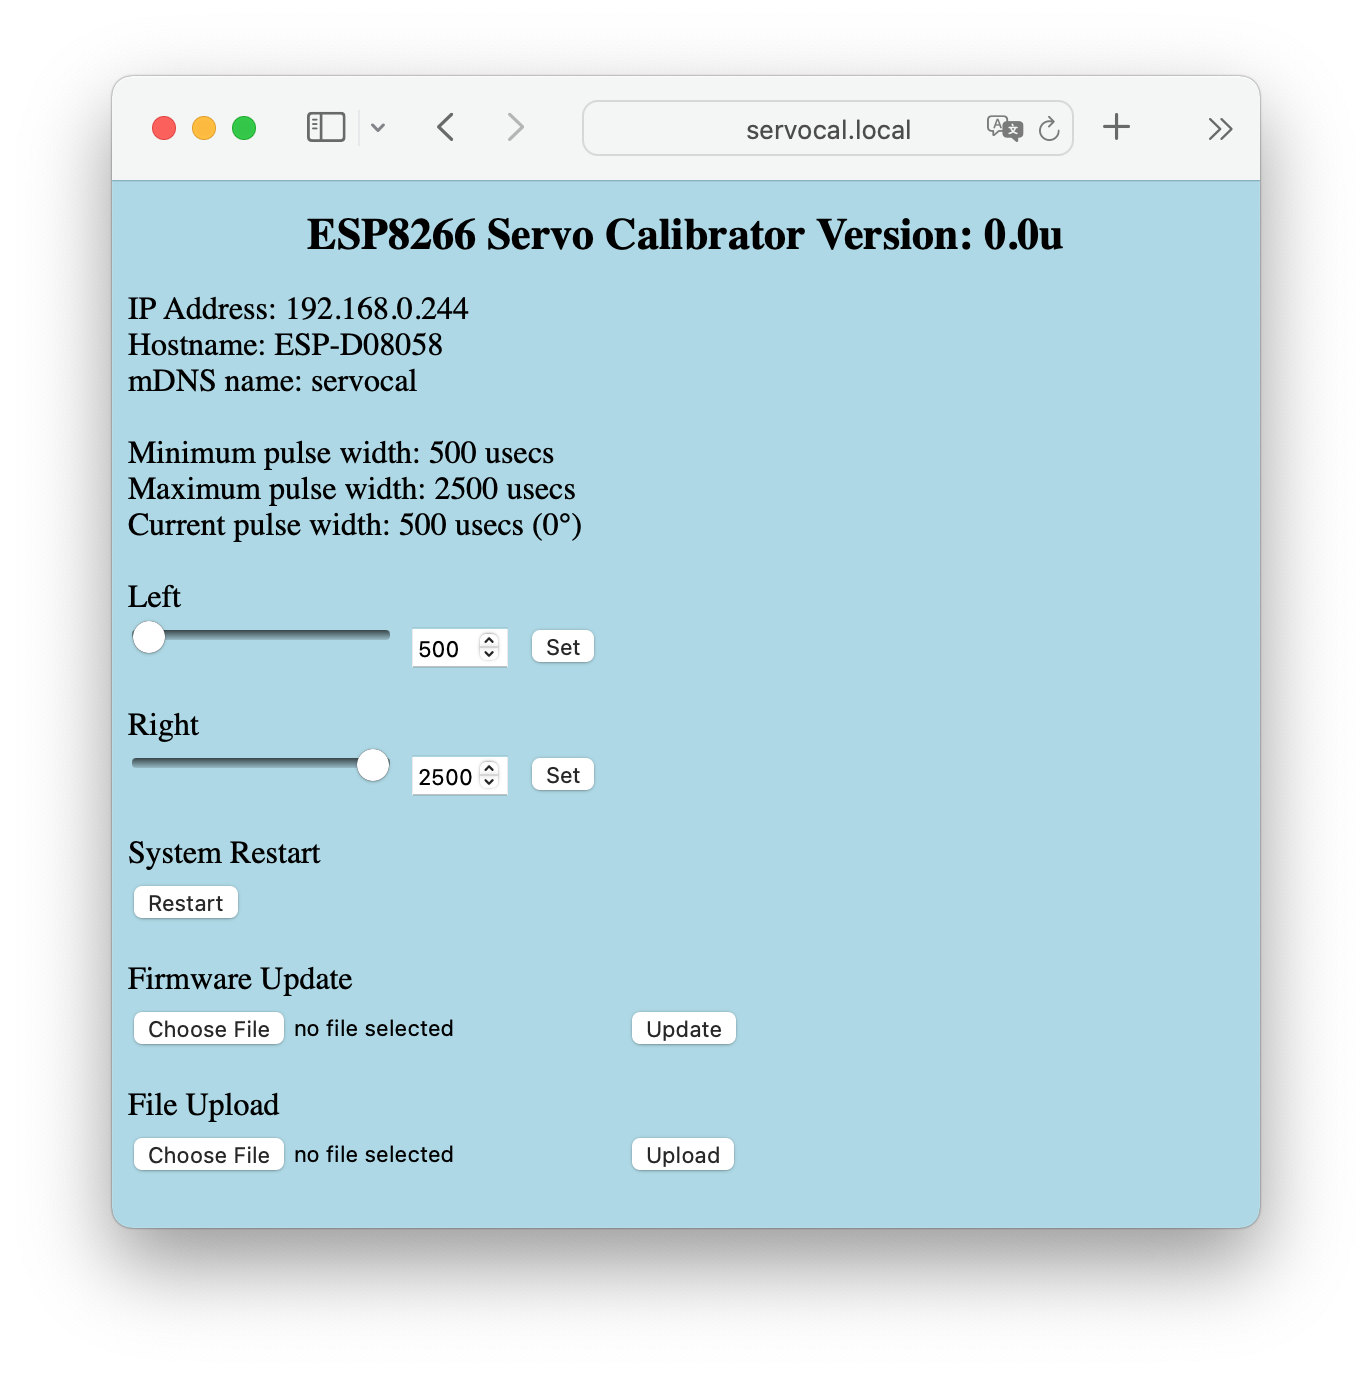 servocal.local
ESP8266 Servo Calibrator Version: 0.0u
IP Address: 192.168.0.244
Hostname: ESP-D08058
mDNS name: servocal
Minimum pulse width: 500 usecs
Maximum pulse width: 2500 usecs
Current pulse width: 500 usecs (0°)
Left
500 Set
Right
2500 Set
System Restart
Restart
Firmware Update
Choose File no file selected Update
File Upload
Choose File no file selected Upload